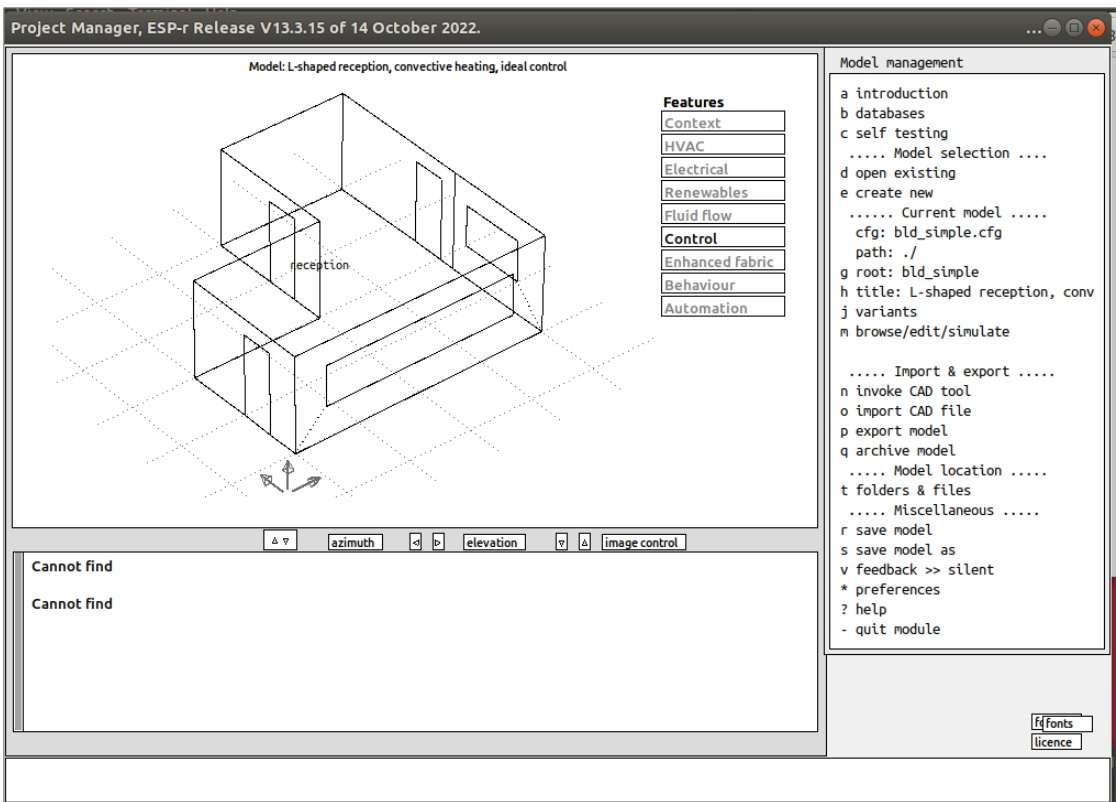 Project Manager, ESP-r Release V13.3.15 of 14 October 2022.
...
Model: L-shaped reception, convective heating, ideal control
Features
Context
HVAC
Electrical
Renewables
Fluid flow
Control
Enhanced fabric
Behaviour
Automation
reception
azimuth
elevation
image control
Cannot find
Cannot find
Model management
a introduction
b databases
c self testing
..... Model selection ....
d open existing
e create new
...... Current model .....
cfg: bld_simple.cfg
path: ./
g root: bld_simple
h title: L-shaped reception, conv
j variants
m browse/edit/simulate
..... Import & export .....
n invoke CAD tool
o import CAD file
p export model
q archive model
..... Model location .....
t folders & files
..... Miscellaneous .....
r save model
s save model as
v feedback >> silent
* preferences
? help
- quit module
fonts
licence